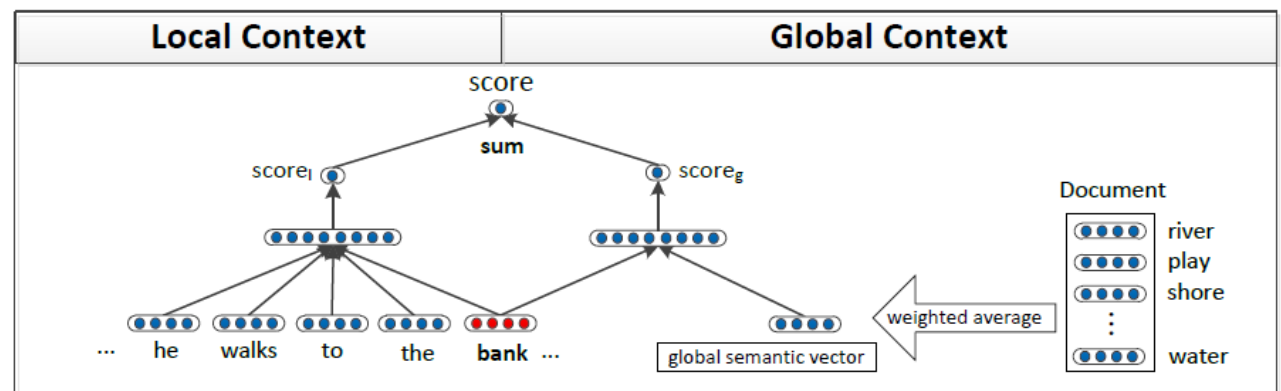 Local Context
Global Context
score
sum
scoreₗ
score_g
Document
river
play
shore
⋮
water
weighted average
... he walks to the bank ...
global semantic vector